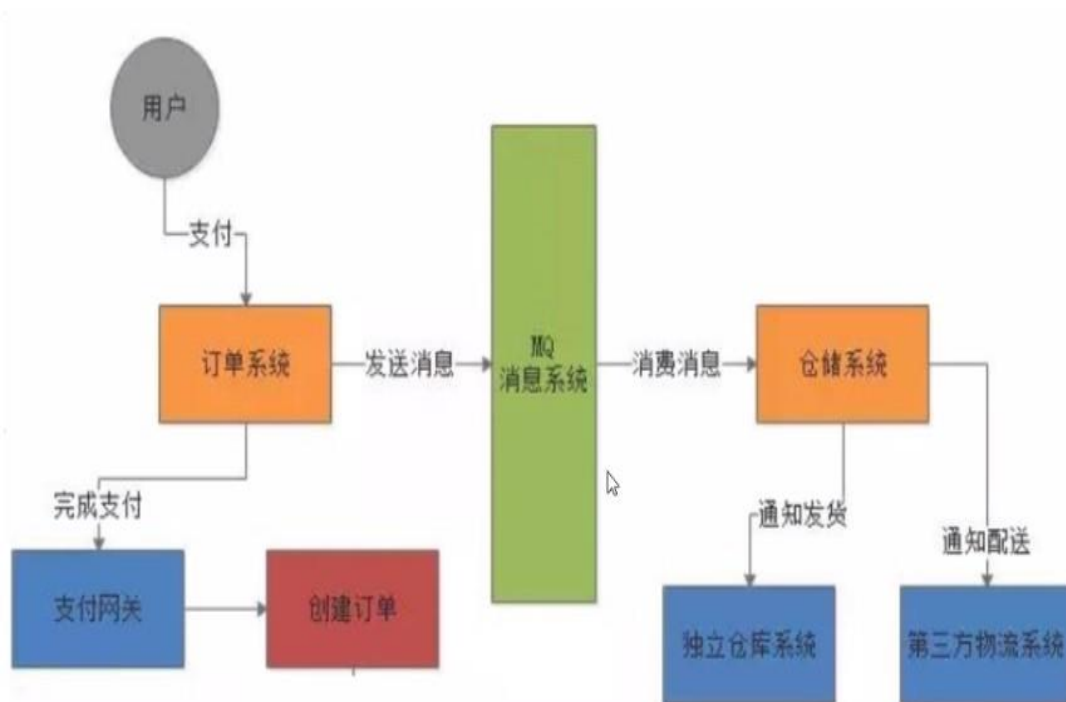 用户
支付
订单系统
发送消息
MQ
消息系统
消费消息
仓储系统
完成支付
通知发货
通知配送
支付网关
创建订单
独立仓库系统
第三方物流系统